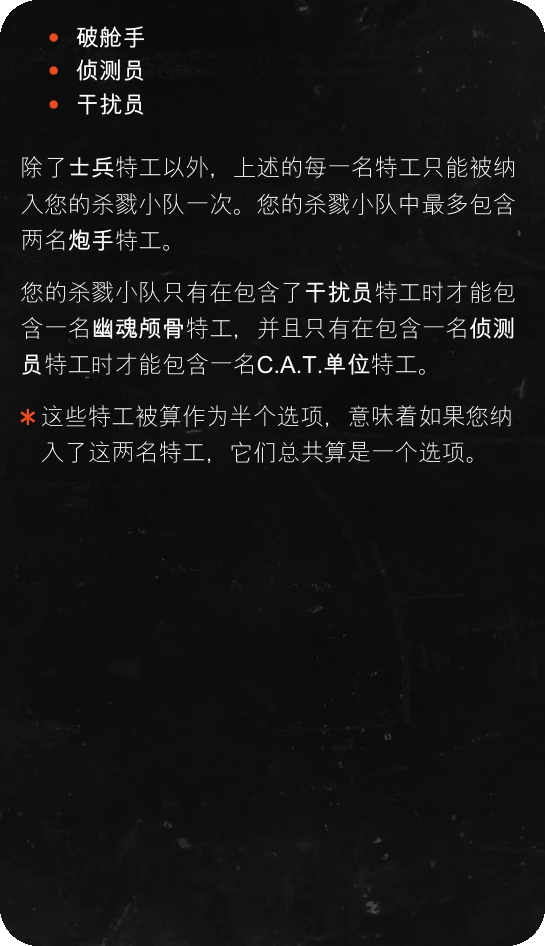 • 破舱手
• 侦测员
• 干扰员
除了士兵特工以外，上述的每一名特工只能被纳
入您的杀戮小队一次。您的杀戮小队中最多包含
两名炮手特工。
您的杀戮小队只有在包含了干扰员特工时才能包
含一名幽魂颅骨特工，并且只有在包含一名侦测
员特工时才能包含一名C.A.T.单位特工。
* 这些特工被算作为半个选项，意味着如果您纳
入了这两名特工，它们总共算是一个选项。